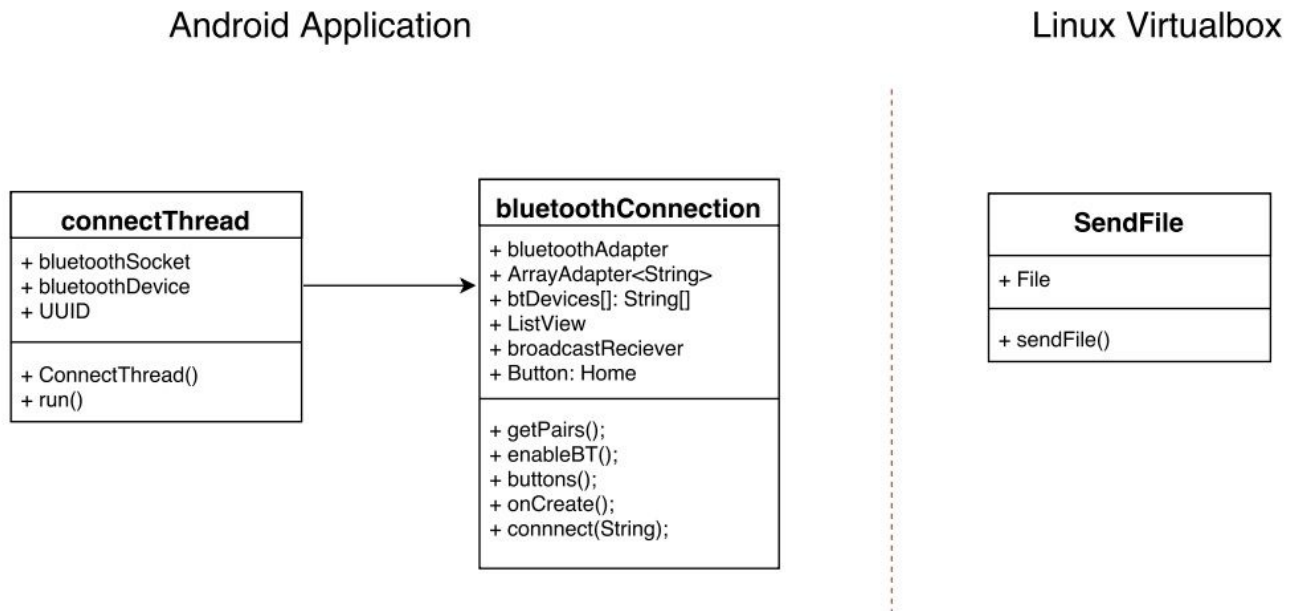 Android Application
Linux Virtualbox
connectThread
+ bluetoothSocket
+ bluetoothDevice
+ UUID
+ ConnectThread()
+ run()
bluetoothConnection
+ bluetoothAdapter
+ ArrayAdapter<String>
+ btDevices[]: String[]
+ ListView
+ broadcastReciever
+ Button: Home
+ getPairs();
+ enableBT();
+ buttons();
+ onCreate();
+ connnect(String);
SendFile
+ File
+ sendFile()